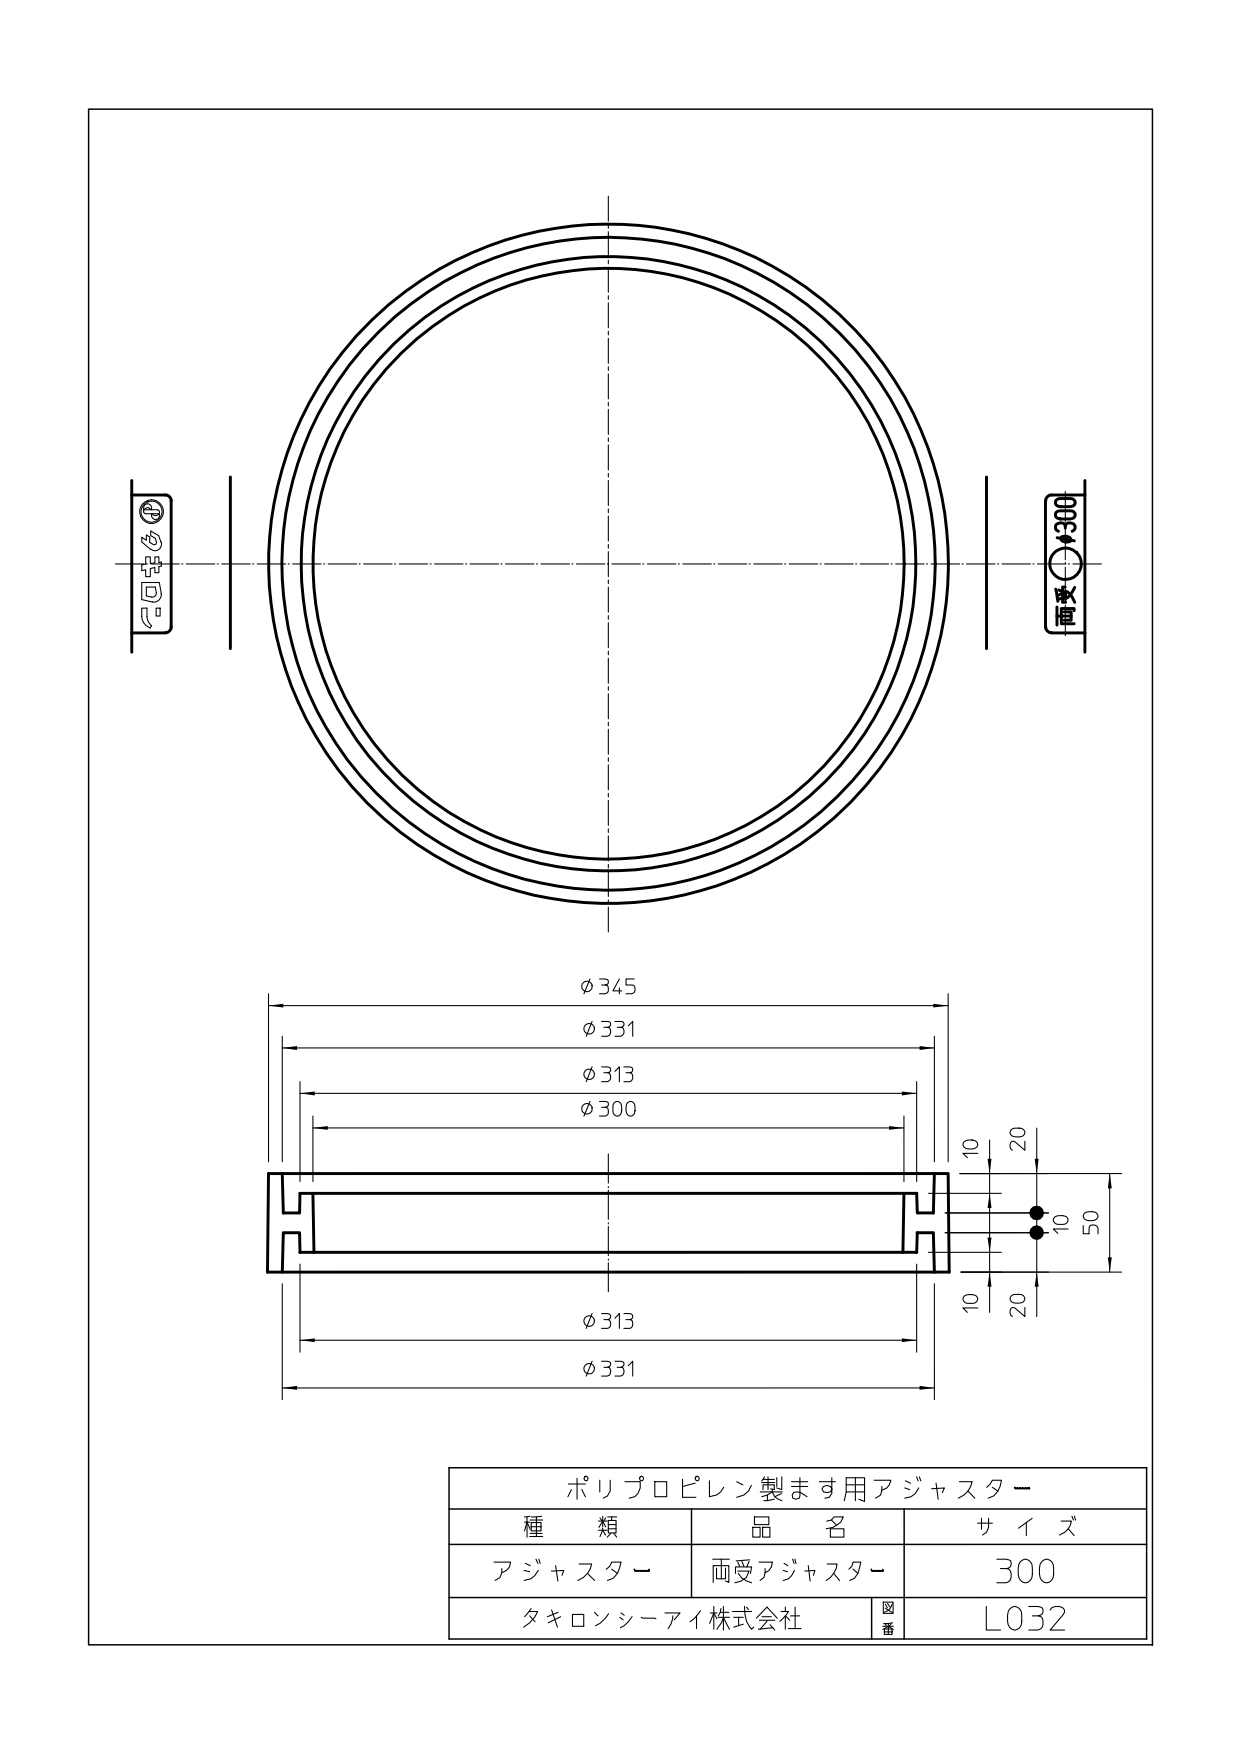 タキロン
両受 φ300
φ345
φ331
φ313
φ300
10
20
10
50
10
20
φ313
φ331
ポリプロピレン製ます用アジャスター
種 類 品 名 サ イ ズ
アジャスター 両受アジャスター 300
タキロンシーアイ株式会社 図番 L032